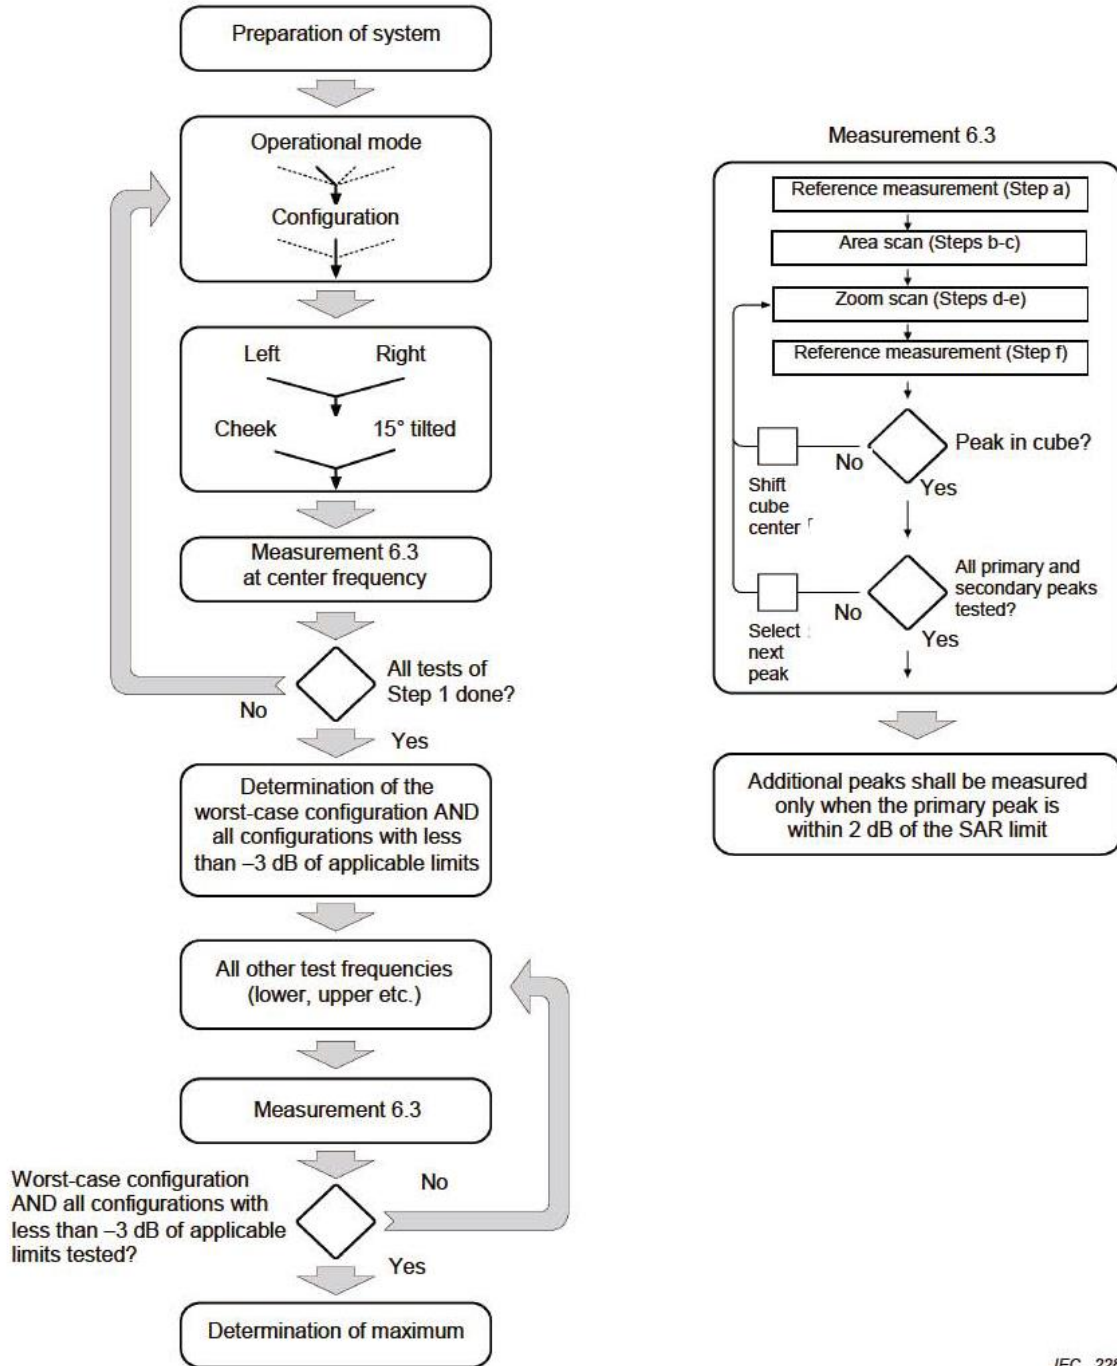 Preparation of system
Operational mode
Configuration
Left Right
Cheek 15° tilted
Measurement 6.3
at center frequency
All tests of
Step 1 done?
No
Yes
Determination of the
worst-case configuration AND
all configurations with less
than –3 dB of applicable limits
All other test frequencies
(lower, upper etc.)
Measurement 6.3
Worst-case configuration
AND all configurations with
less than –3 dB of applicable
limits tested?
No
Yes
Determination of maximum
Measurement 6.3
Reference measurement (Step a)
Area scan (Steps b-c)
Zoom scan (Steps d-e)
Reference measurement (Step f)
Peak in cube?
No
Yes
Shift
cube
center
All primary and
secondary peaks
tested?
No
Yes
Select
next
peak
Additional peaks shall be measured
only when the primary peak is
within 2 dB of the SAR limit
IEC